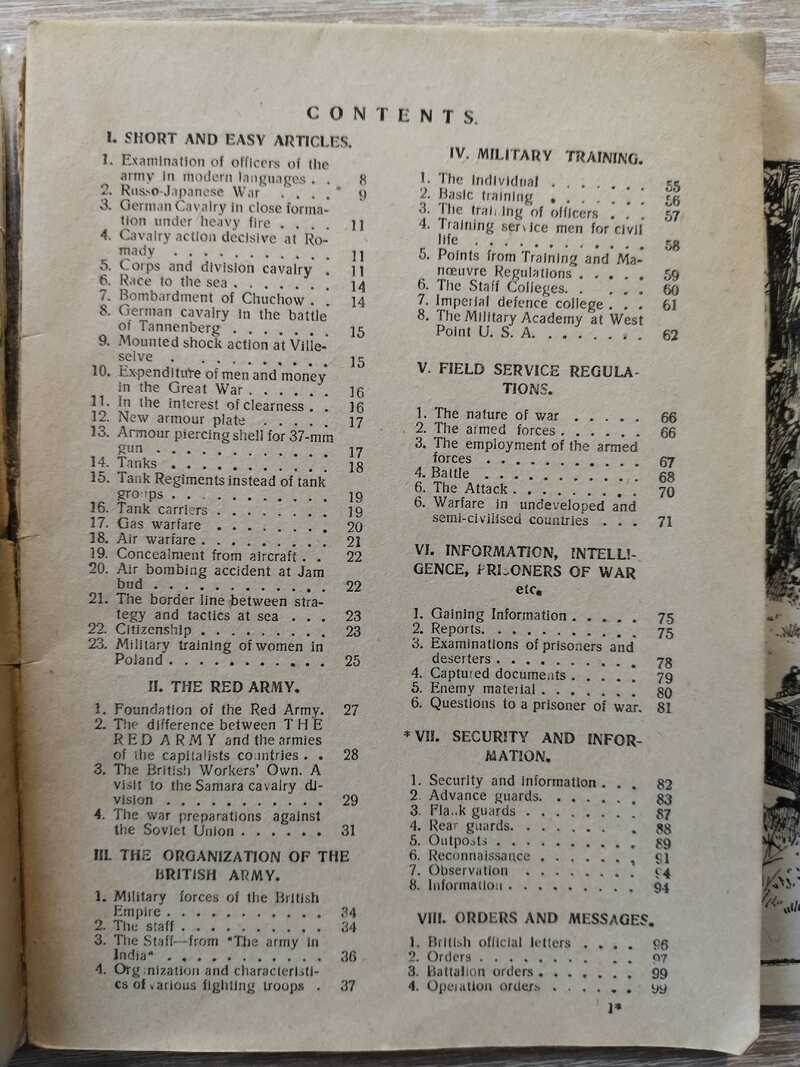 CONTENTS.
I. SHORT AND EASY ARTICLES.
1. Examination of officers of the
army in modern languages . . 8
2. Russo-Japanese War . . . . 9
3. German Cavalry in close forma-
tion under heavy fire . . . . 11
4. Cavalry action decisive at Ro-
mady . . . . . . . . . . . 11
5. Corps and division cavalry . 11
6. Race to the sea . . . . . . . 14
7. Bombardment of Chuchow . . 14
8. German cavalry in the battle
of Tannenberg . . . . . . . 15
9. Mounted shock action at Ville-
selve . . . . . . . . . . 15
10. Expenditure of men and money
in the Great War . . . . . . 16
11. In the interest of clearness . . 16
12. New armour plate . . . . . 17
13. Armour piercing shell for 37-mm
gun . . . . . . . . . . . . 17
14. Tanks . . . . . . . . . . . 18
15. Tank Regiments instead of tank
groups . . . . . . . . . . . 19
16. Tank carriers . . . . . . . . 19
17. Gas warfare . . . . . . . . 20
18. Air warfare . . . . . . . . . 21
19. Concealment from aircraft . . 22
20. Air bombing accident at Jam
bud . . . . . . . . . . . . 22
21. The border line between stra-
tegy and tactics at sea . . . 23
22. Citizenship . . . . . . . . . 23
23. Military training of women in
Poland . . . . . . . . . . . 25
II. THE RED ARMY.
1. Foundation of the Red Army. 27
2. The difference between THE
RED ARMY and the armies
of the capitalists countries . . 28
3. The British Workers' Own. A
visit to the Samara cavalry di-
vision . . . . . . . . . . . 29
4. The war preparations against
the Soviet Union . . . . . . 31
III. THE ORGANIZATION OF THE
BRITISH ARMY.
1. Military forces of the British
Empire . . . . . . . . . . . 34
2. The staff . . . . . . . . . . 34
3. The Staff—from "The army in
India" . . . . . . . . . . . 36
4. Organization and characteristi-
cs of various fighting troops . 37
IV. MILITARY TRAINING.
1. The Individual . . . . . . . 55
2. Basic training . . . . . . . 56
3. The training of officers . . . 57
4. Training service men for civil
life . . . . . . . . . . . . 58
5. Points from Training and Ma-
nœuvre Regulations . . . . . 59
6. The Staff Colleges. . . . . 60
7. Imperial defence college . . . 61
8. The Military Academy at West
Point U. S. A. . . . . . . . 62
V. FIELD SERVICE REGULA-
TIONS.
1. The nature of war . . . . . 66
2. The armed forces . . . . . . 66
3. The employment of the armed
forces . . . . . . . . . . . 67
4. Battle . . . . . . . . . . . 68
6. The Attack . . . . . . . . . 70
6. Warfare in undeveloped and
semi-civilised countries . . . 71
VI. INFORMATION, INTELLI-
GENCE, PRISONERS OF WAR
etc.
1. Gaining Information . . . . . 75
2. Reports. . . . . . . . . . . 75
3. Examinations of prisoners and
deserters . . . . . . . . . . 78
4. Captured documents . . . . . 79
5. Enemy material . . . . . . . 80
6. Questions to a prisoner of war. 81
* VII. SECURITY AND INFOR-
MATION.
1. Security and information . . . 82
2. Advance guards. . . . . . . 83
3. Flank guards . . . . . . . . 87
4. Rear guards. . . . . . . . 88
5. Outposts . . . . . . . . . . 89
6. Reconnaissance . . . . . . . 91
7. Observation . . . . . . . . 94
8. Information . . . . . . . . . 94
VIII. ORDERS AND MESSAGES.
1. British official letters . . . . 96
2. Orders . . . . . . . . . . 97
3. Battalion orders . . . . . . . 99
4. Operation orders . . . . . . 99
1*